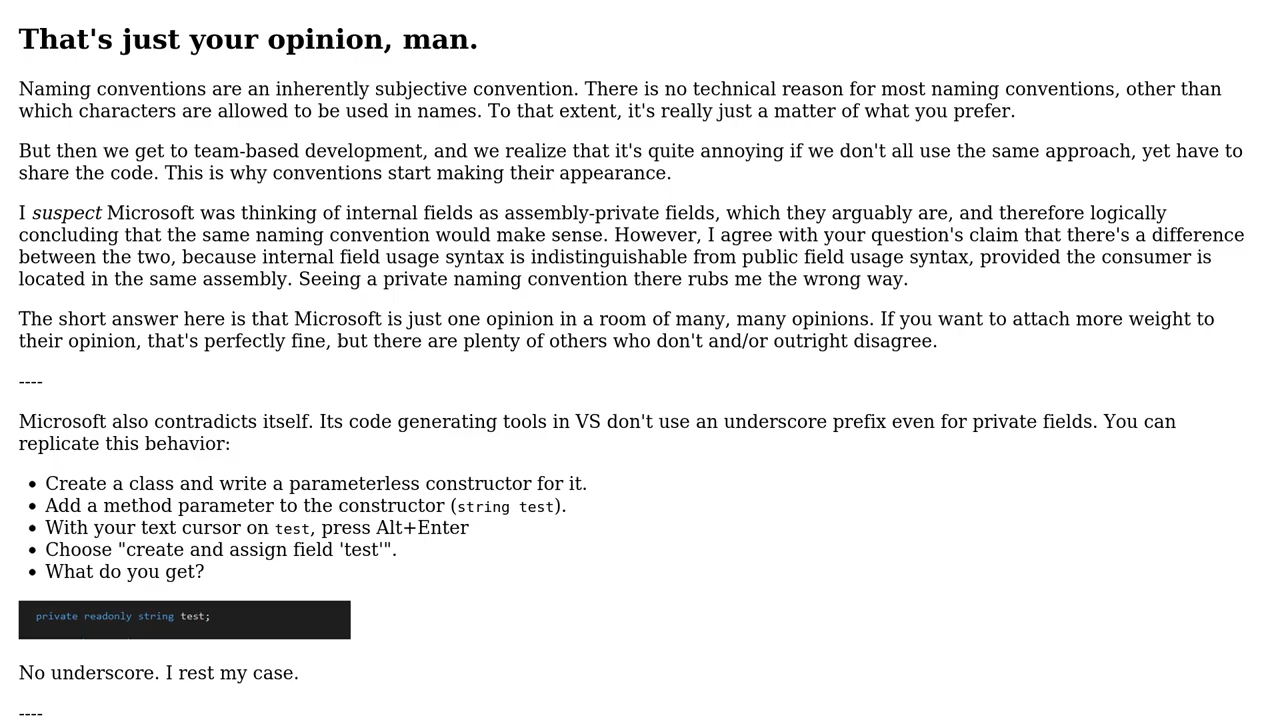 That's just your opinion, man.
Naming conventions are an inherently subjective convention. There is no technical reason for most naming conventions, other than
which characters are allowed to be used in names. To that extent, it's really just a matter of what you prefer.
But then we get to team-based development, and we realize that it's quite annoying if we don't all use the same approach, yet have to
share the code. This is why conventions start making their appearance.
I suspect Microsoft was thinking of internal fields as assembly-private fields, which they arguably are, and therefore logically
concluding that the same naming convention would make sense. However, I agree with your question's claim that there's a difference
between the two, because internal field usage syntax is indistinguishable from public field usage syntax, provided the consumer is
located in the same assembly. Seeing a private naming convention there rubs me the wrong way.
The short answer here is that Microsoft is just one opinion in a room of many, many opinions. If you want to attach more weight to
their opinion, that's perfectly fine, but there are plenty of others who don't and/or outright disagree.
----
Microsoft also contradicts itself. Its code generating tools in VS don't use an underscore prefix even for private fields. You can
replicate this behavior:
• Create a class and write a parameterless constructor for it.
• Add a method parameter to the constructor (string test).
• With your text cursor on test, press Alt+Enter
• Choose "create and assign field 'test'".
• What do you get?
private readonly string test;
No underscore. I rest my case.
----